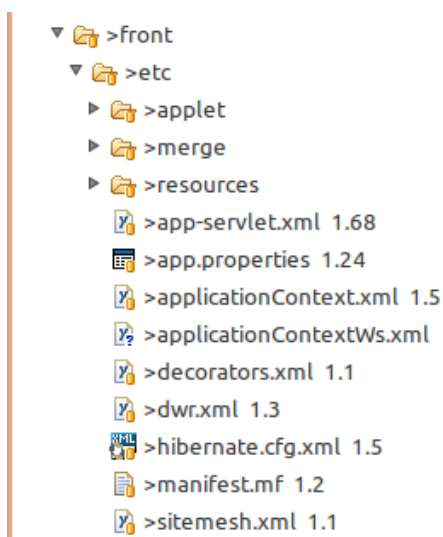 >front
>etc
>applet
>merge
>resources
>app-servlet.xml 1.68
>app.properties 1.24
>applicationContext.xml 1.5
>applicationContextWs.xml
>decorators.xml 1.1
>dwr.xml 1.3
>hibernate.cfg.xml 1.5
>manifest.mf 1.2
>sitemesh.xml 1.1